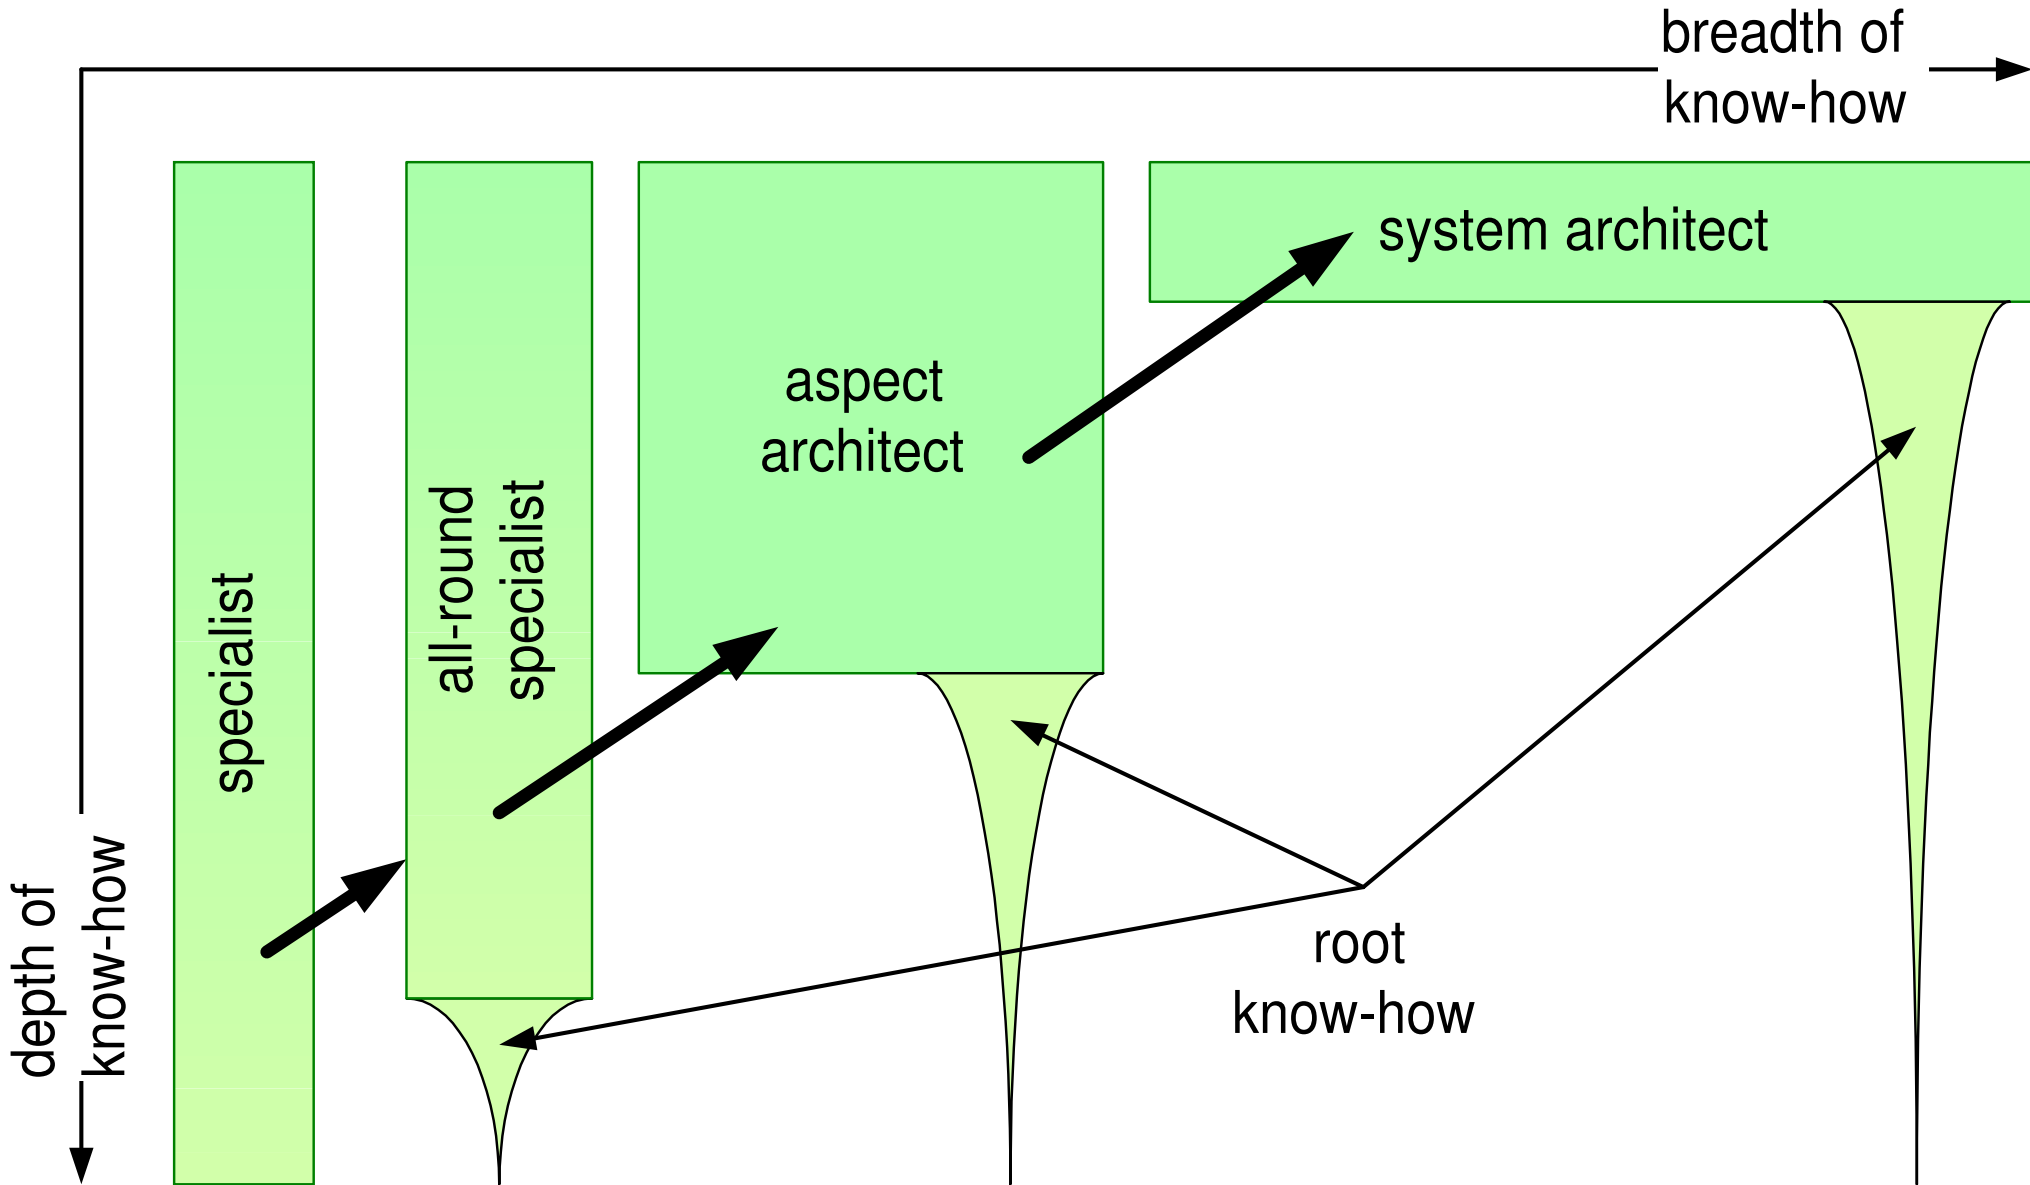 breadth of
know-how
system architect
aspect
architect
all-round
specialist
specialist
depth of
know-how
root
know-how